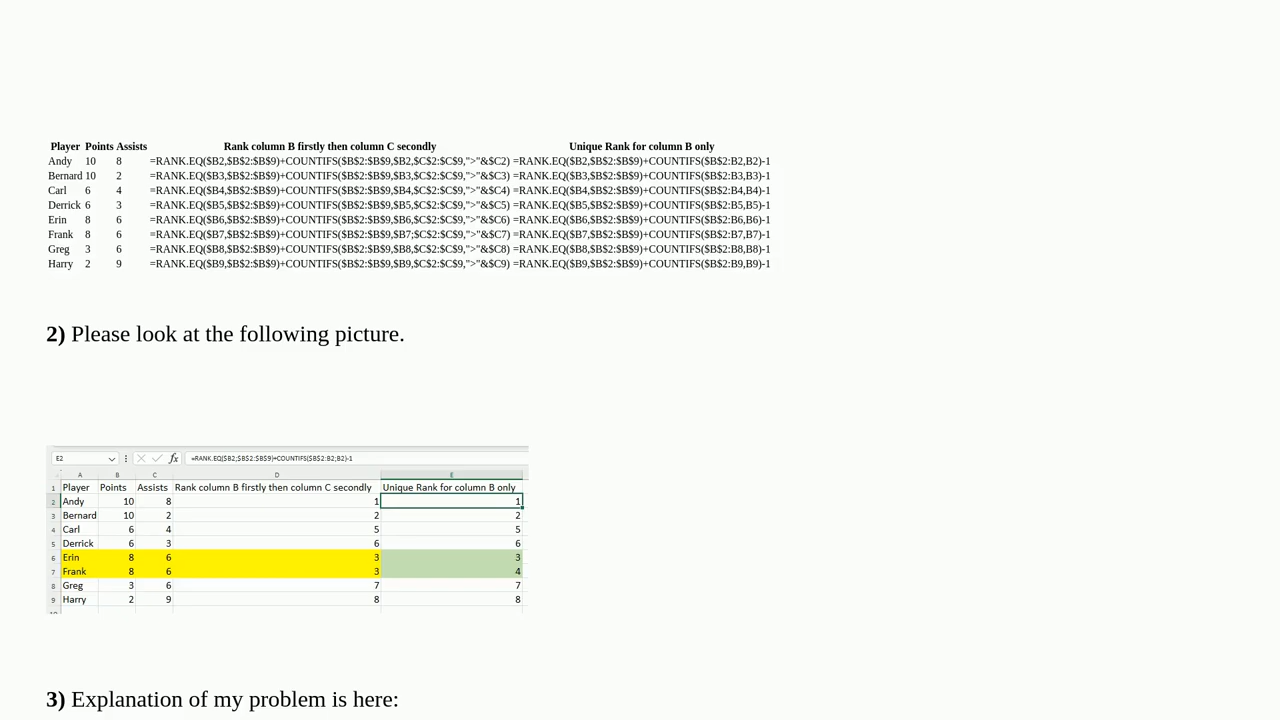 Player Points Assists Rank column B firstly then column C secondly Unique Rank for column B only
Andy 10 8 =RANK.EQ($B2,$B$2:$B$9)+COUNTIFS($B$2:$B$9,$B2,$C$2:$C$9,">"&$C2) =RANK.EQ($B2,$B$2:$B$9)+COUNTIFS($B$2:B2,B2)-1
Bernard 10 2 =RANK.EQ($B3,$B$2:$B$9)+COUNTIFS($B$2:$B$9,$B3,$C$2:$C$9,">"&$C3) =RANK.EQ($B3,$B$2:$B$9)+COUNTIFS($B$2:B3,B3)-1
Carl 6 4 =RANK.EQ($B4,$B$2:$B$9)+COUNTIFS($B$2:$B$9,$B4,$C$2:$C$9,">"&$C4) =RANK.EQ($B4,$B$2:$B$9)+COUNTIFS($B$2:B4,B4)-1
Derrick 6 3 =RANK.EQ($B5,$B$2:$B$9)+COUNTIFS($B$2:$B$9,$B5,$C$2:$C$9,">"&$C5) =RANK.EQ($B5,$B$2:$B$9)+COUNTIFS($B$2:B5,B5)-1
Erin 8 6 =RANK.EQ($B6,$B$2:$B$9)+COUNTIFS($B$2:$B$9,$B6,$C$2:$C$9,">"&$C6) =RANK.EQ($B6,$B$2:$B$9)+COUNTIFS($B$2:B6,B6)-1
Frank 8 6 =RANK.EQ($B7,$B$2:$B$9)+COUNTIFS($B$2:$B$9,$B7;$C$2:$C$9,">"&$C7) =RANK.EQ($B7,$B$2:$B$9)+COUNTIFS($B$2:B7,B7)-1
Greg 3 6 =RANK.EQ($B8,$B$2:$B$9)+COUNTIFS($B$2:$B$9,$B8,$C$2:$C$9,">"&$C8) =RANK.EQ($B8,$B$2:$B$9)+COUNTIFS($B$2:B8,B8)-1
Harry 2 9 =RANK.EQ($B9,$B$2:$B$9)+COUNTIFS($B$2:$B$9,$B9,$C$2:$C$9,">"&$C9) =RANK.EQ($B9,$B$2:$B$9)+COUNTIFS($B$2:B9,B9)-1
2) Please look at the following picture.
E2 fx =RANK.EQ($B2;$B$2:$B$9)+COUNTIFS($B$2:B2;B2)-1
A B C D E
1 Player Points Assists Rank column B firstly then column C secondly Unique Rank for column B only
2 Andy 10 8 1 1
3 Bernard 10 2 2 2
4 Carl 6 4 5 5
5 Derrick 6 3 6 6
6 Erin 8 6 3 3
7 Frank 8 6 3 4
8 Greg 3 6 7 7
9 Harry 2 9 8 8
3) Explanation of my problem is here: